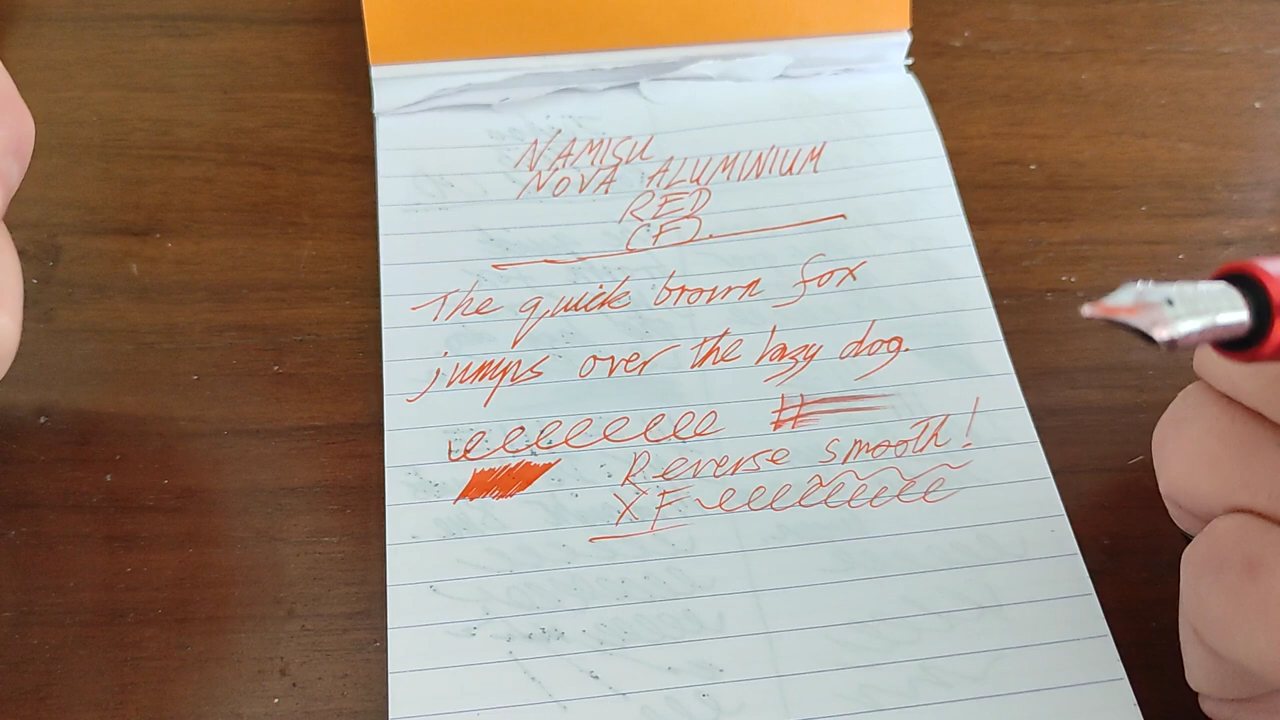 NAMISU
NOVA ALUMINIUM
RED
(F).
The quick brown fox
jumps over the lazy dog.
Reverse smooth!
XF